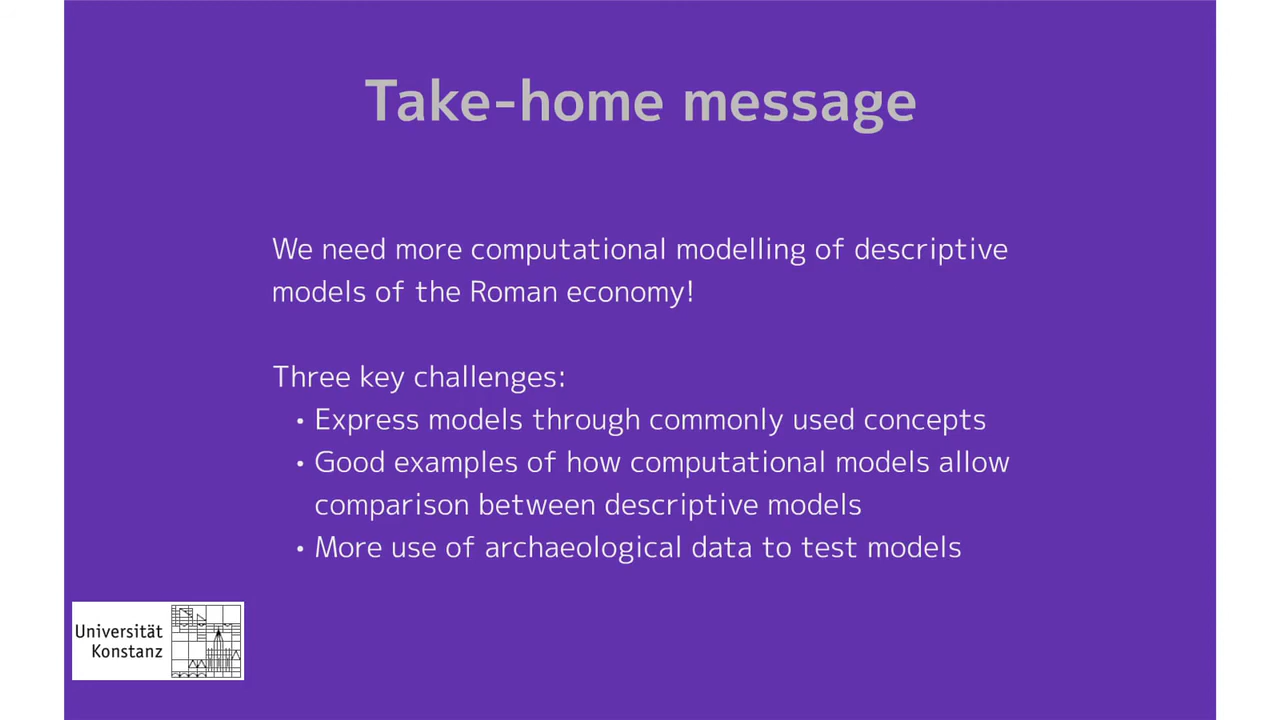 Take-home message
We need more computational modelling of descriptive
models of the Roman economy!
Three key challenges:
• Express models through commonly used concepts
• Good examples of how computational models allow
comparison between descriptive models
• More use of archaeological data to test models
Universität
Konstanz